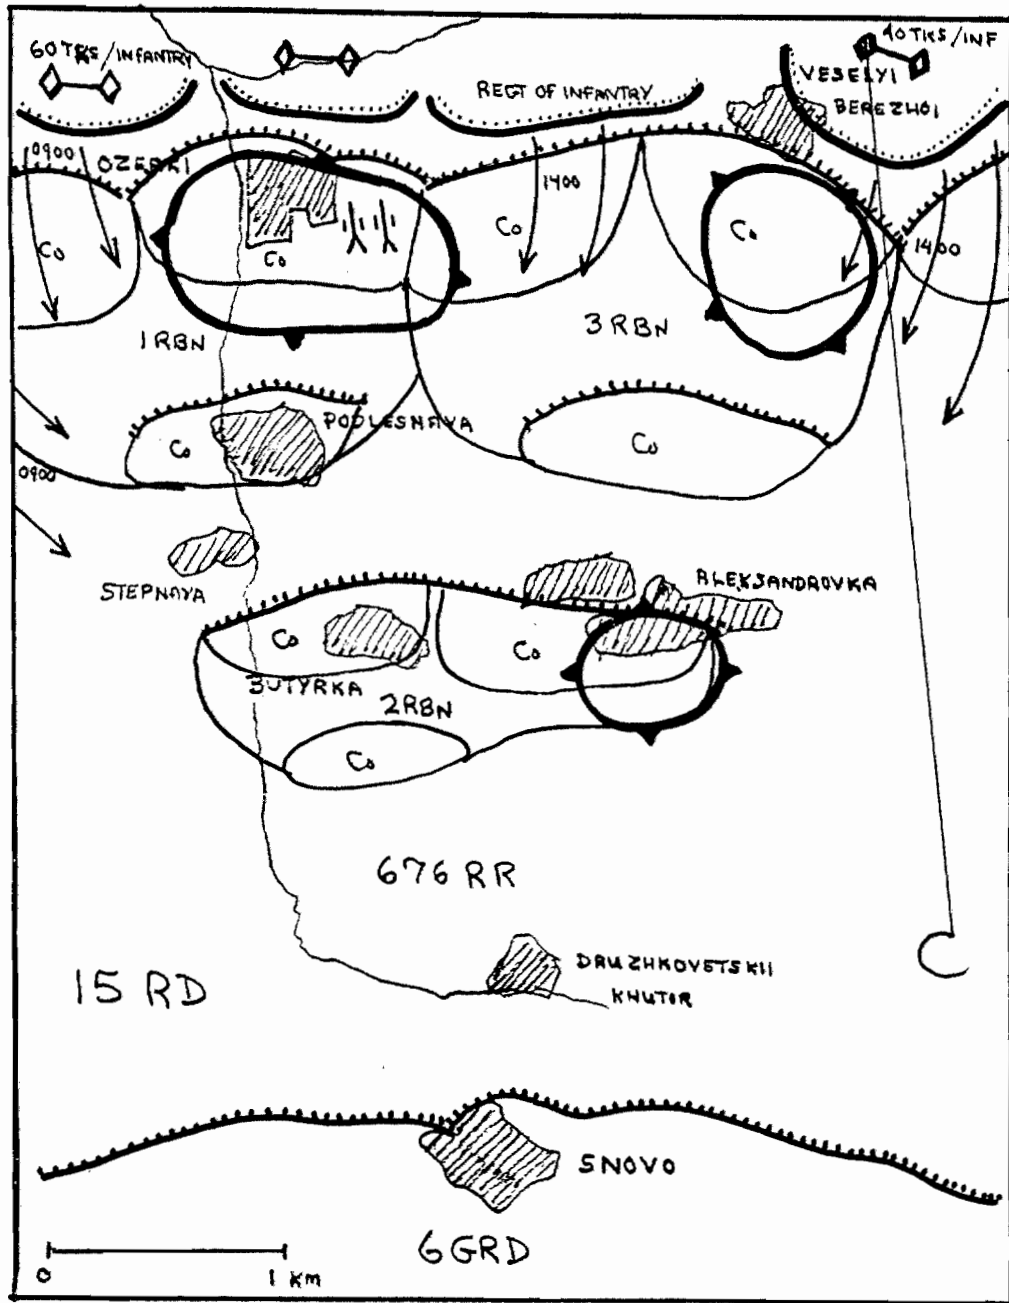 60 TKS/INFANTRY
40 TKS/INF
REGT OF INFANTRY
VESELYI
BEREZHOI
0900
OZERKI
1400
Co
Co
Co
Co
1400
1 RBN
3 RBN
PODLESNAYA
Co
Co
0900
STEPNAYA
ALEKSANDROVKA
Co
Co
BUTYRKA
2RBN
Co
676 RR
DRUZHKOVETSKII
KHUTOR
15 RD
SNOVO
6 GRD
0
1 KM